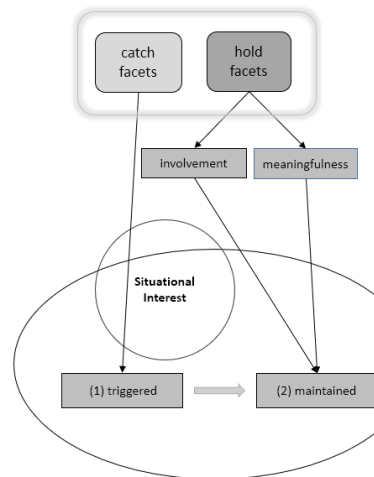 catch
facets
hold
facets
involvement
meaningfulness
Situational
Interest
(1) triggered
(2) maintained